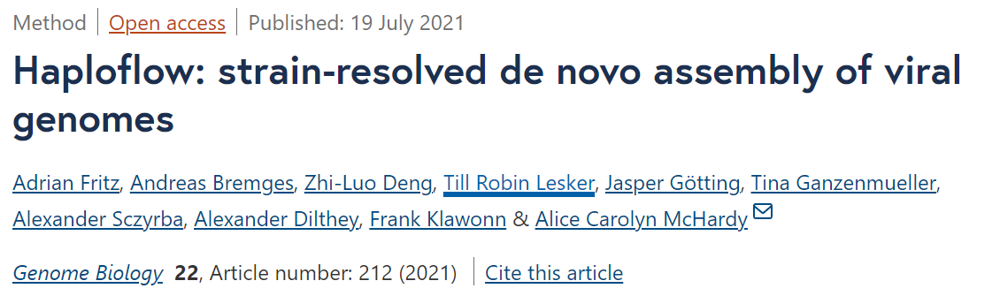 Method | Open access | Published: 19 July 2021
Haploflow: strain-resolved de novo assembly of viral
genomes
Adrian Fritz, Andreas Bremges, Zhi-Luo Deng, Till Robin Lesker, Jasper Götting, Tina Ganzenmueller,
Alexander Sczyrba, Alexander Dilthey, Frank Klawonn & Alice Carolyn McHardy
Genome Biology 22, Article number: 212 (2021) | Cite this article